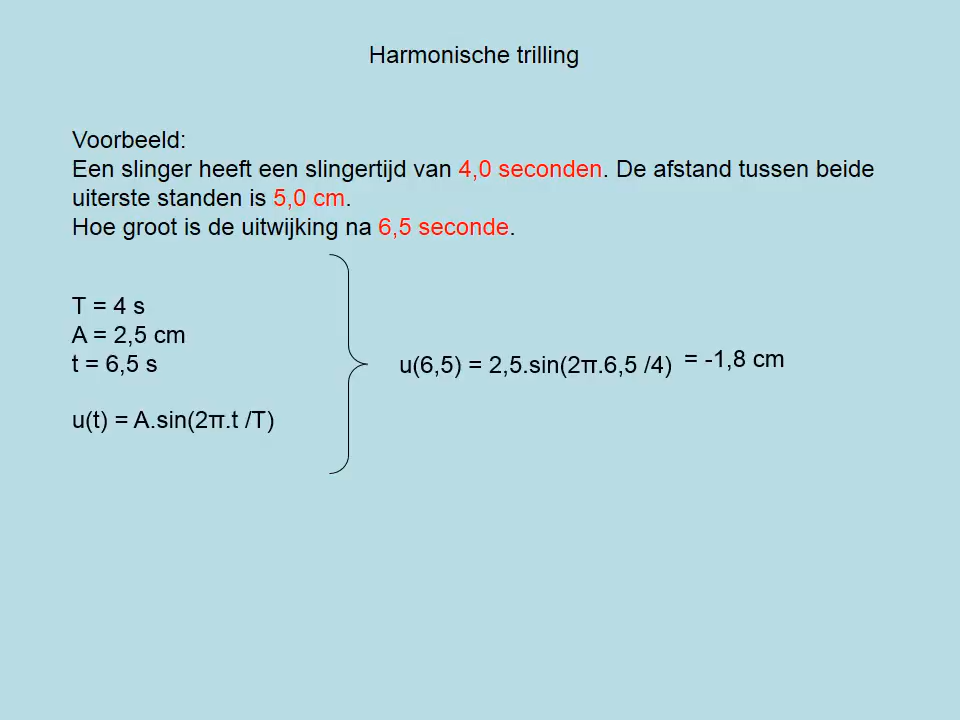 Harmonische trilling
Voorbeeld:
Een slinger heeft een slingertijd van 4,0 seconden. De afstand tussen beide
uiterste standen is 5,0 cm.
Hoe groot is de uitwijking na 6,5 seconde.
T = 4 s
A = 2,5 cm
t = 6,5 s
u(t) = A.sin(2π.t /T)
u(6,5) = 2,5.sin(2π.6,5 /4) = -1,8 cm